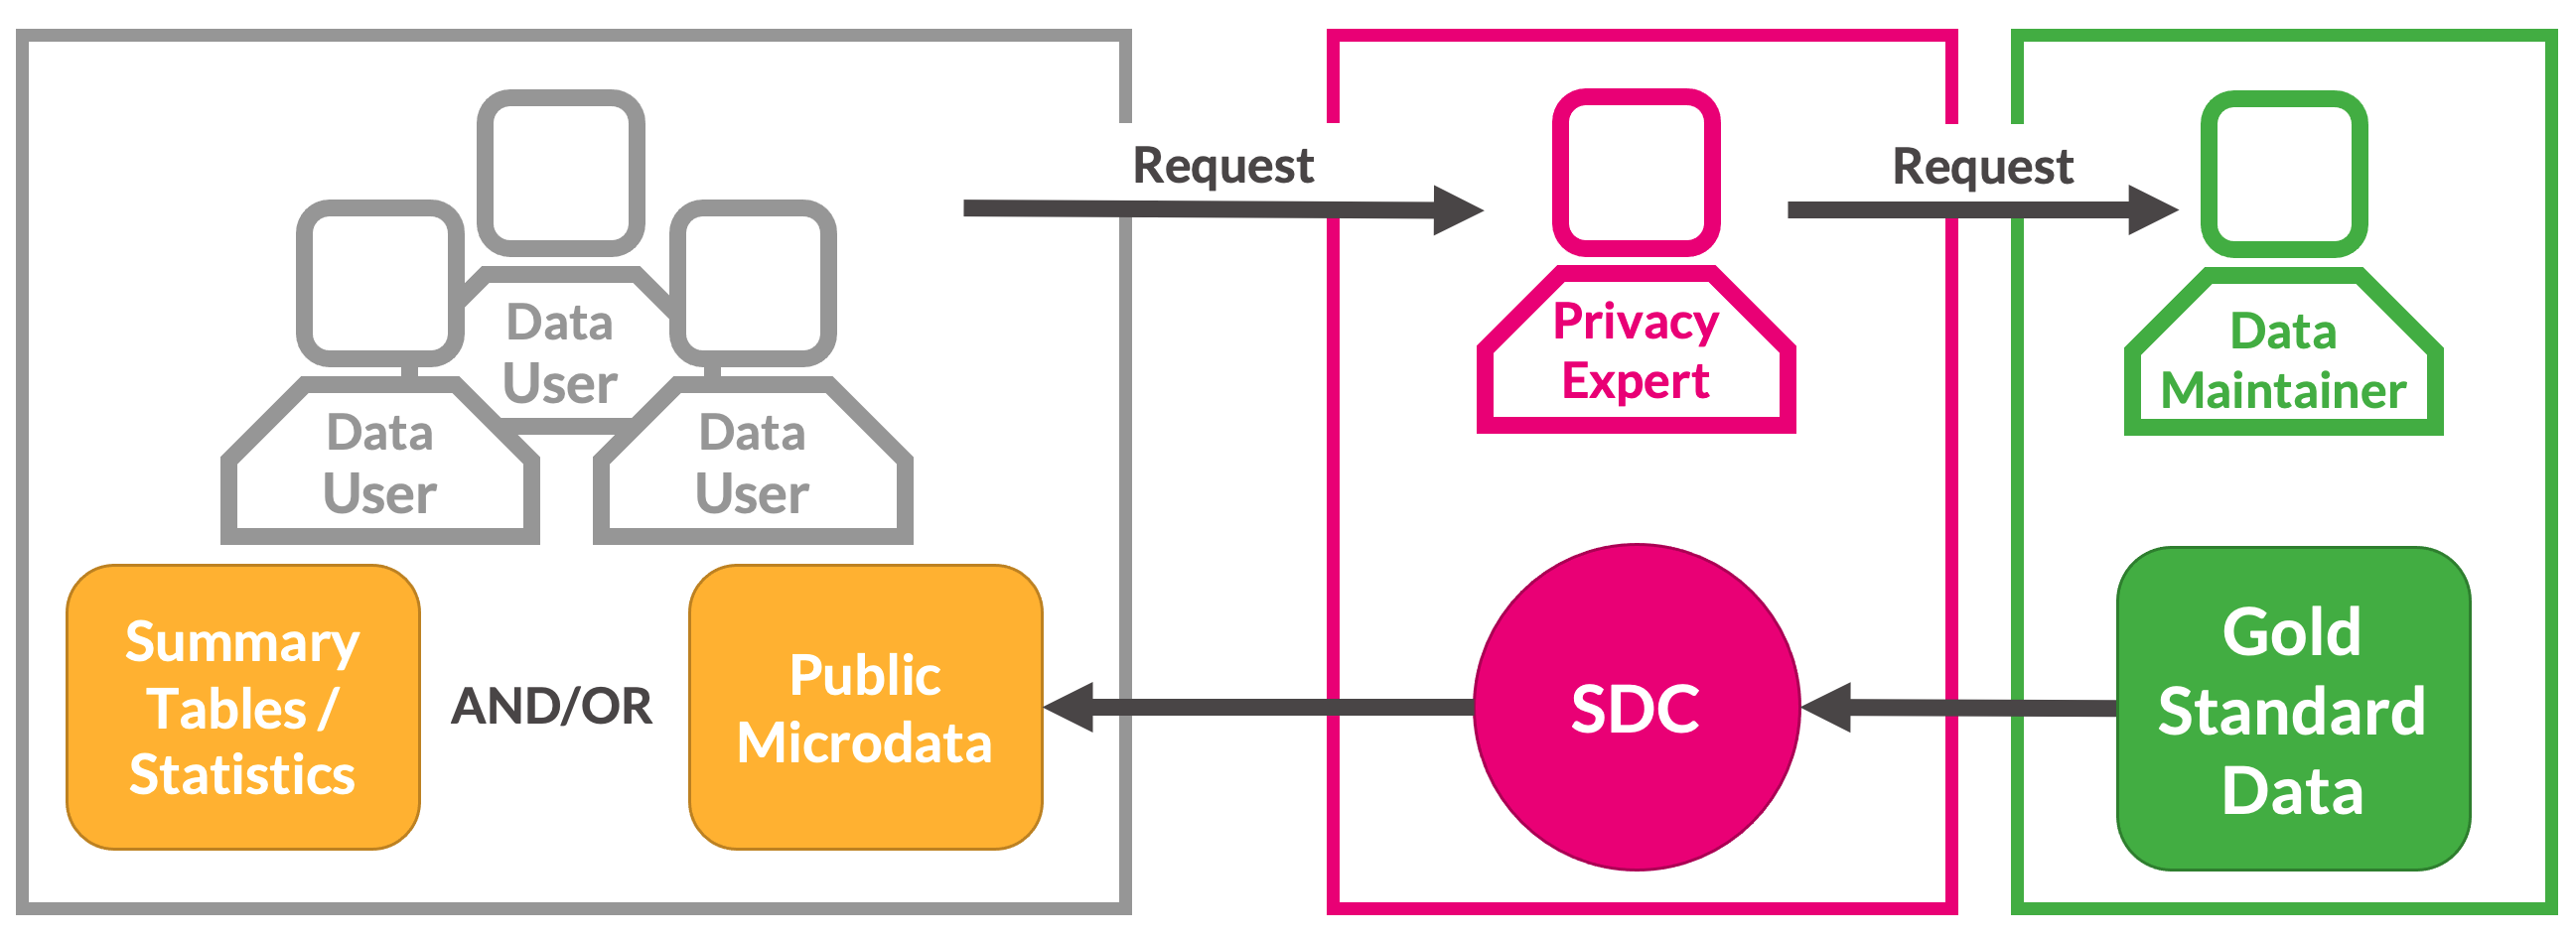 Request
Request
Data
User
Data
User
Data
User
Privacy
Expert
Data
Maintainer
Summary
Tables /
Statistics
AND/OR
Public
Microdata
SDC
Gold
Standard
Data